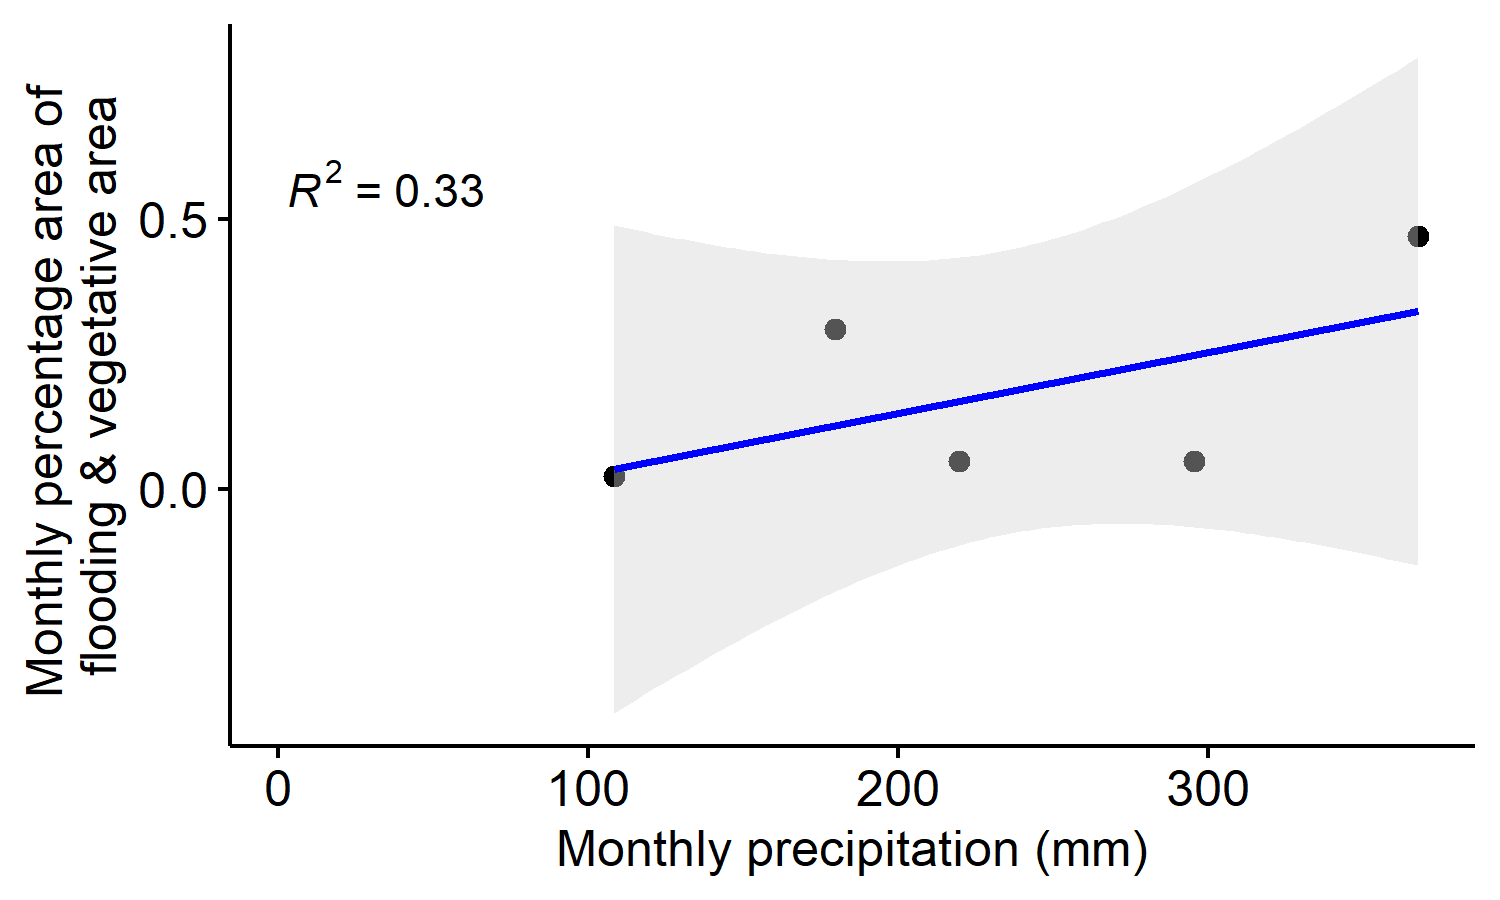 Monthly percentage area of
flooding & vegetative area
R² = 0.33
0.5
0.0
0 100 200 300
Monthly precipitation (mm)